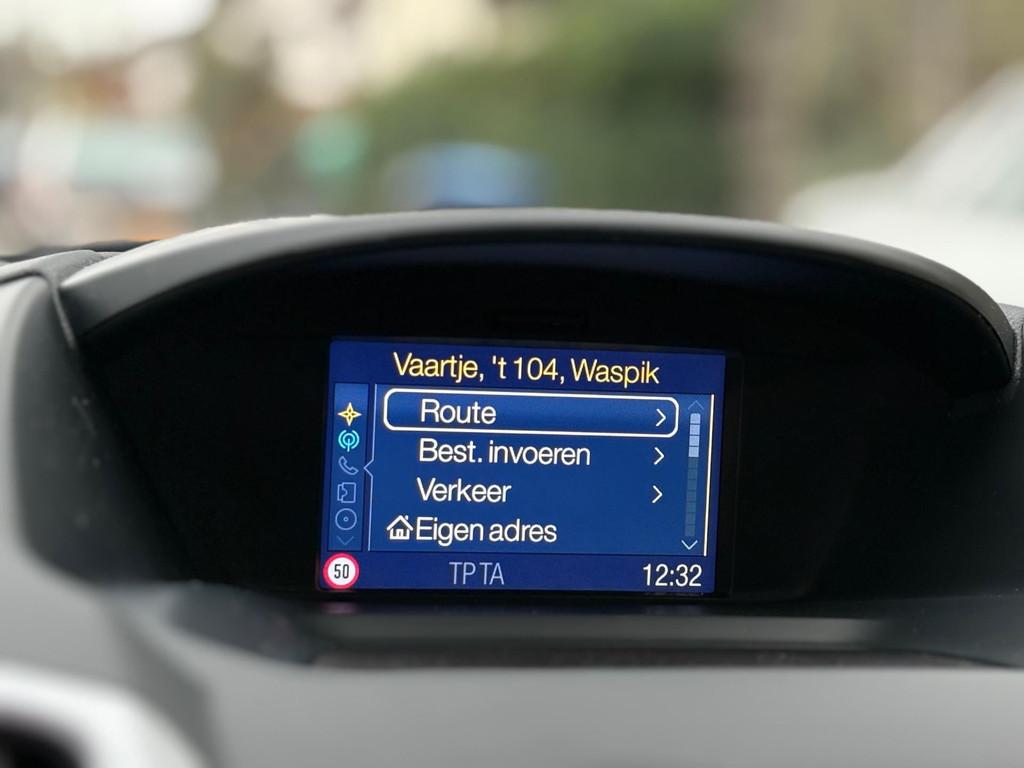 Vaartje, 't 104, Waspik
Route
Best. invoeren
Verkeer
Eigen adres
50 TP TA 12:32